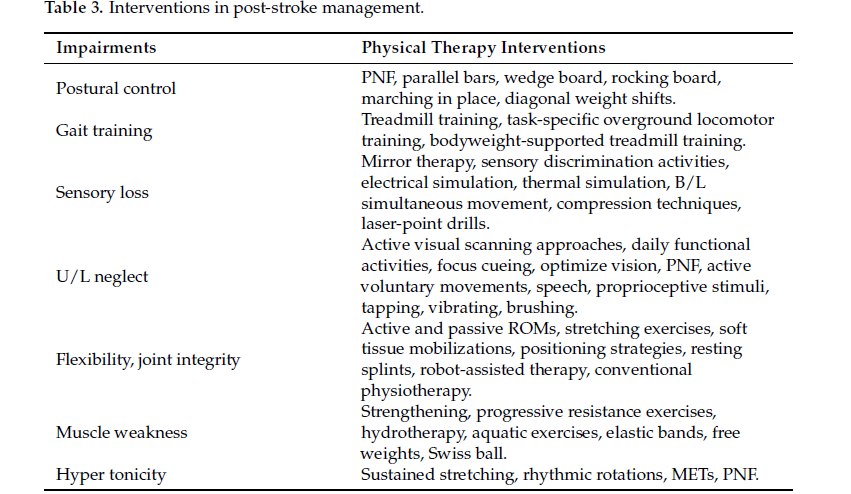 Table 3. Interventions in post-stroke management.
Impairments Physical Therapy Interventions
Postural control PNF, parallel bars, wedge board, rocking board,
marching in place, diagonal weight shifts.
Gait training Treadmill training, task-specific overground locomotor
training, bodyweight-supported treadmill training.
Sensory loss Mirror therapy, sensory discrimination activities,
electrical simulation, thermal simulation, B/L
simultaneous movement, compression techniques,
laser-point drills.
U/L neglect Active visual scanning approaches, daily functional
activities, focus cueing, optimize vision, PNF, active
voluntary movements, speech, proprioceptive stimuli,
tapping, vibrating, brushing.
Flexibility, joint integrity Active and passive ROMs, stretching exercises, soft
tissue mobilizations, positioning strategies, resting
splints, robot-assisted therapy, conventional
physiotherapy.
Muscle weakness Strengthening, progressive resistance exercises,
hydrotherapy, aquatic exercises, elastic bands, free
weights, Swiss ball.
Hyper tonicity Sustained stretching, rhythmic rotations, METs, PNF.